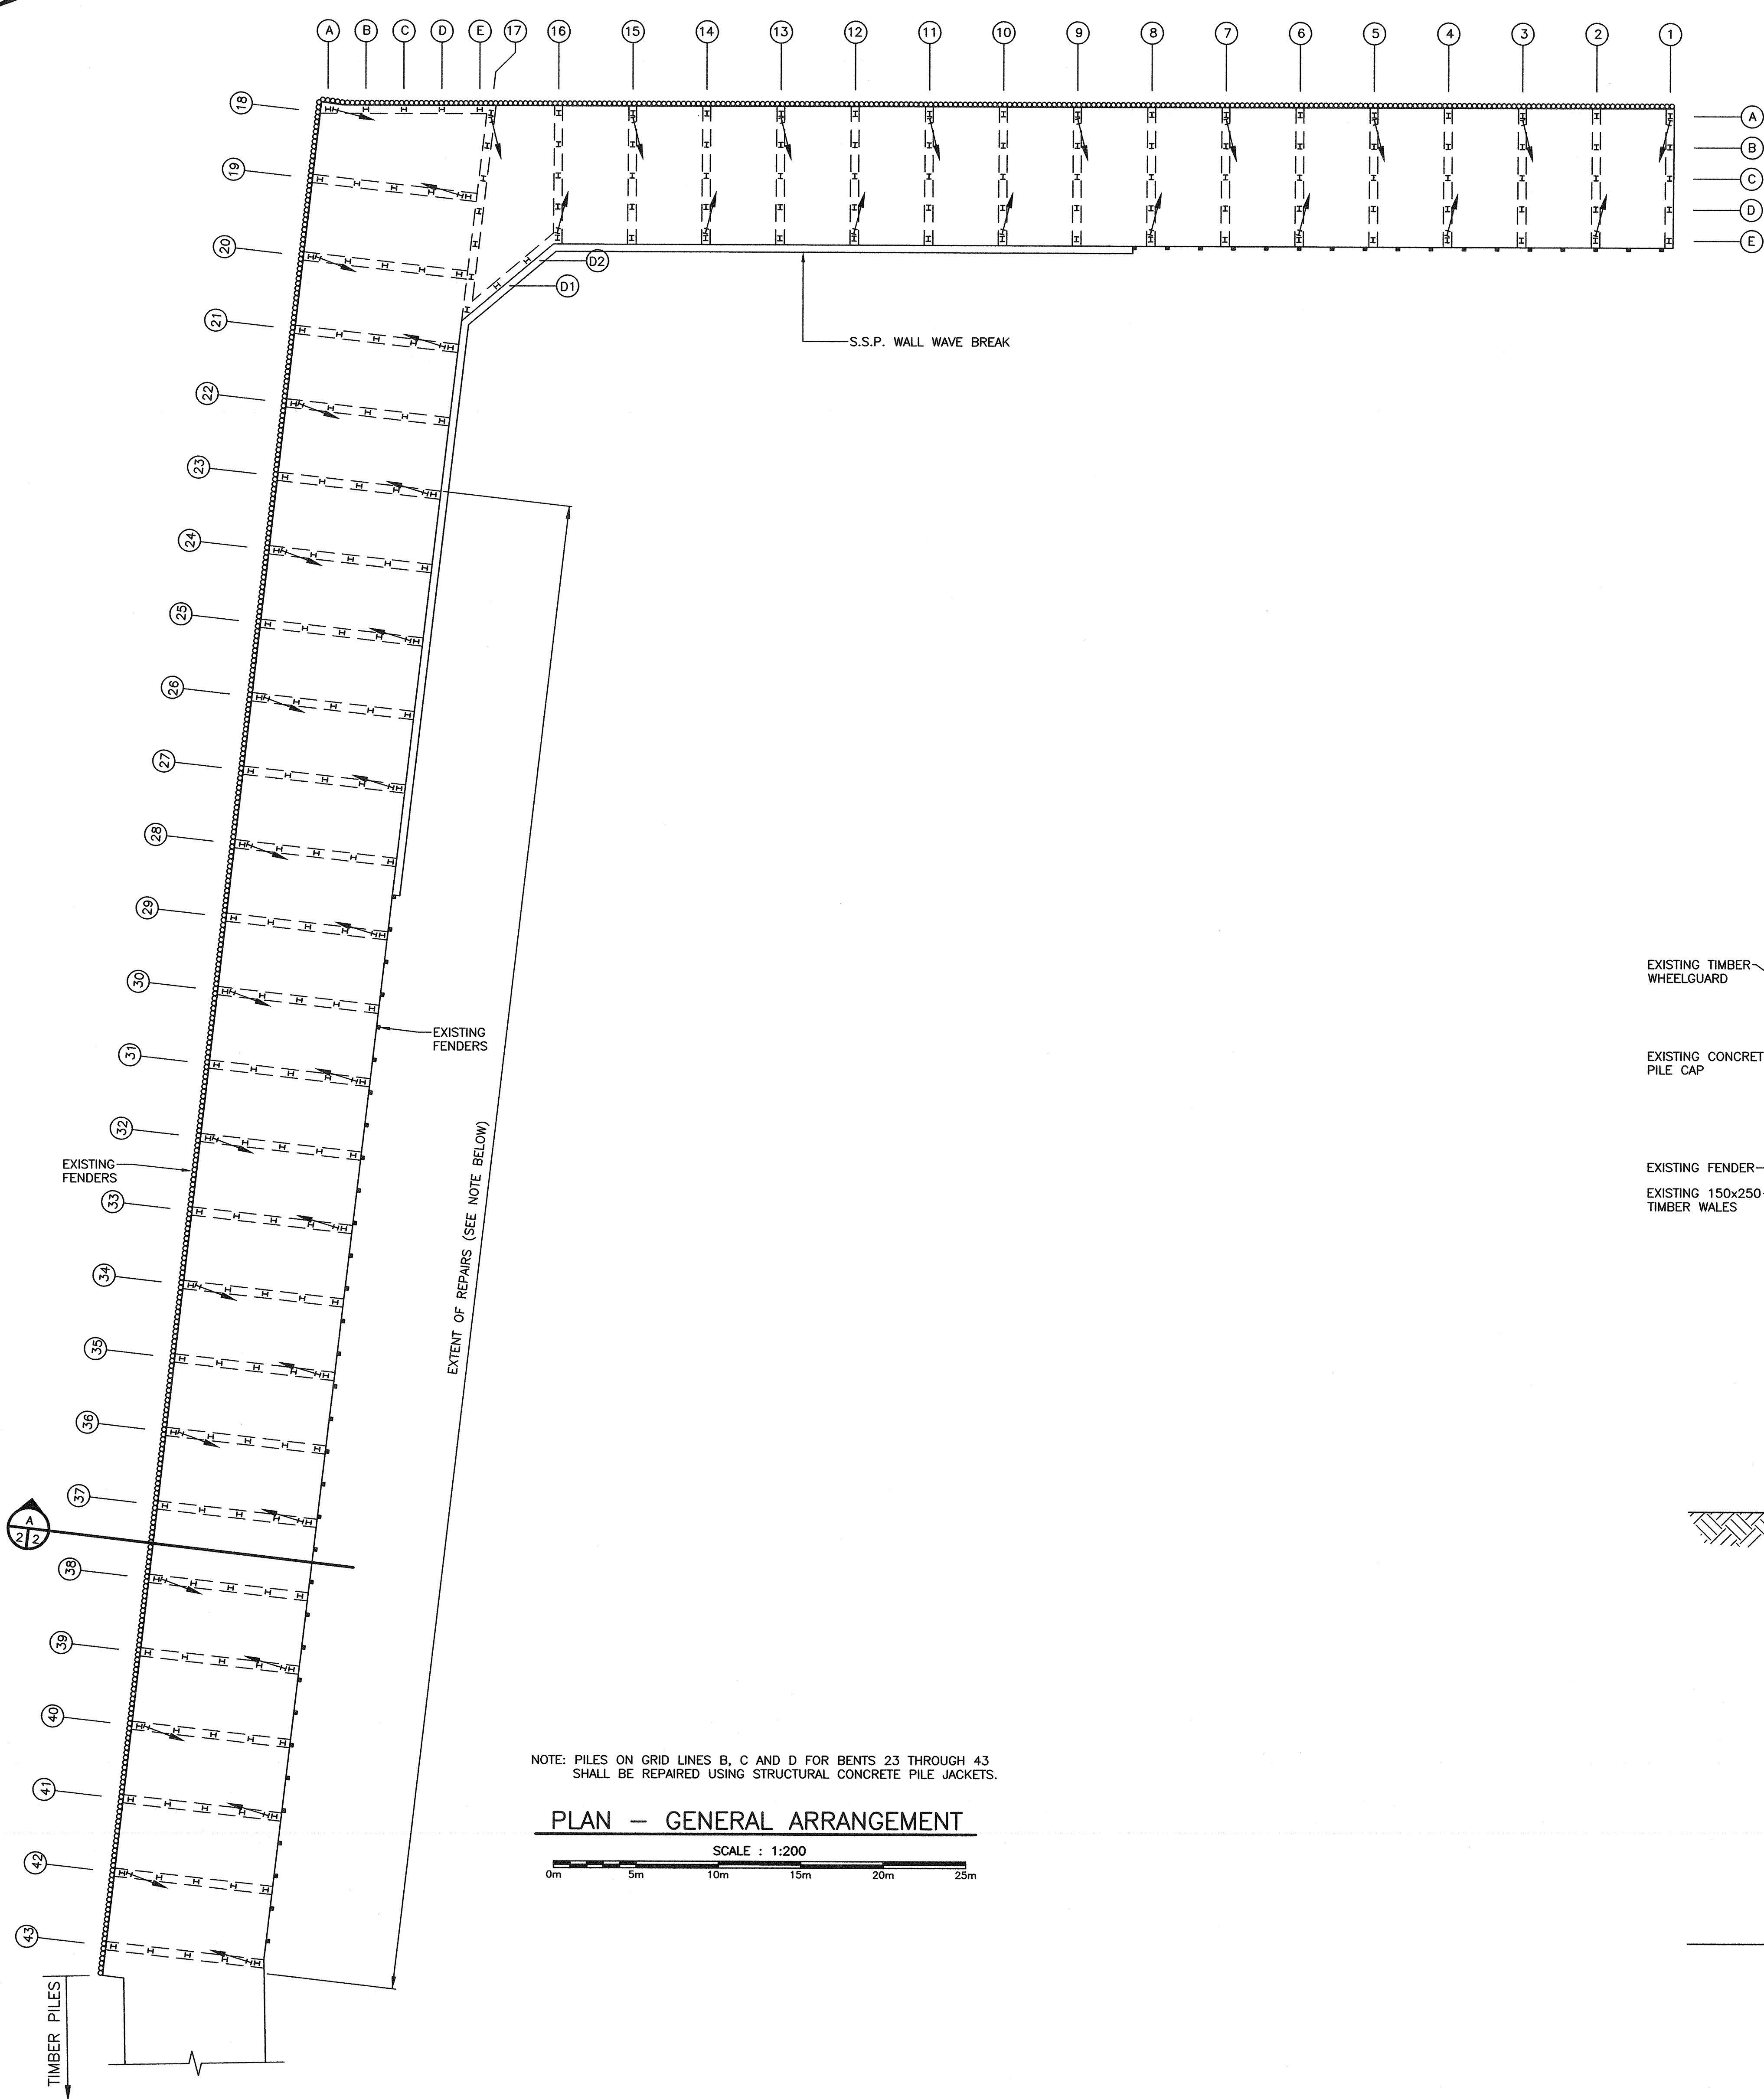 A B C D E 17 16 15 14 13 12 11 10 9 8 7 6 5 4 3 2 1
18
A
B
19
C
D
20
E
D2
D1
21
S.S.P. WALL WAVE BREAK
22
23
24
25
26
27
28
29
EXISTING TIMBER
WHEELGUARD
30
EXISTING
FENDERS
31
EXISTING CONCRET
PILE CAP
32
EXISTING
FENDERS
EXISTING FENDER
EXISTING 150x250
TIMBER WALES
33
EXTENT OF REPAIRS (SEE NOTE BELOW)
34
35
36
37
A
2 2
38
39
40
NOTE: PILES ON GRID LINES B, C AND D FOR BENTS 23 THROUGH 43
SHALL BE REPAIRED USING STRUCTURAL CONCRETE PILE JACKETS.
41
PLAN – GENERAL ARRANGEMENT
SCALE : 1:200
0m 5m 10m 15m 20m 25m
42
43
TIMBER PILES